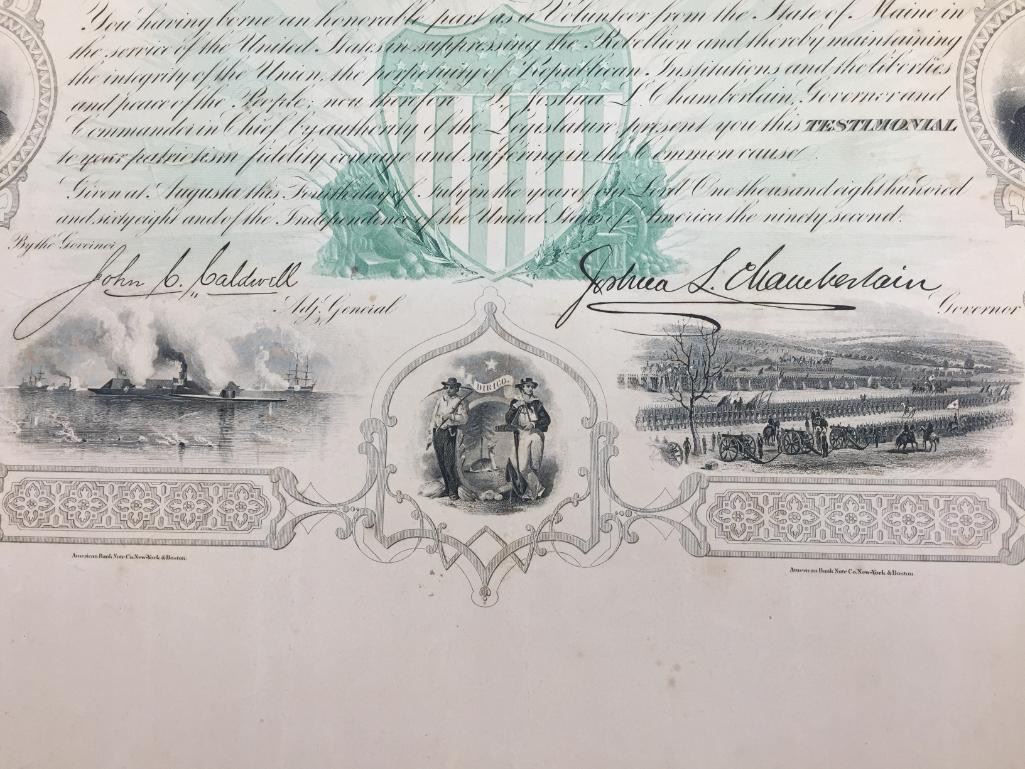 You having borne an honorable part as a Volunteer from the State of Maine in
the service of the United States in suppressing the Rebellion and thereby maintaining
the integrity of the Union, the perpetuity of Republican Institutions and the liberties
and peace of the People; now therefore I, Joshua L. Chamberlain, Governor and
Commander in Chief, by authority of the Legislature present you this TESTIMONIAL
to your patriotism fidelity courage and suffering in the common cause.
Given at Augusta this Fourth day of July in the year of our Lord One thousand eight hundred
and sixty eight and of the Independence of the United States of America the ninety second.
By the Governor
John C. Caldwell
Adj. General
Joshua L. Chamberlain
Governor
DIRIGO.
American Bank Note Co. New-York & Boston.
American Bank Note Co. New-York & Boston.